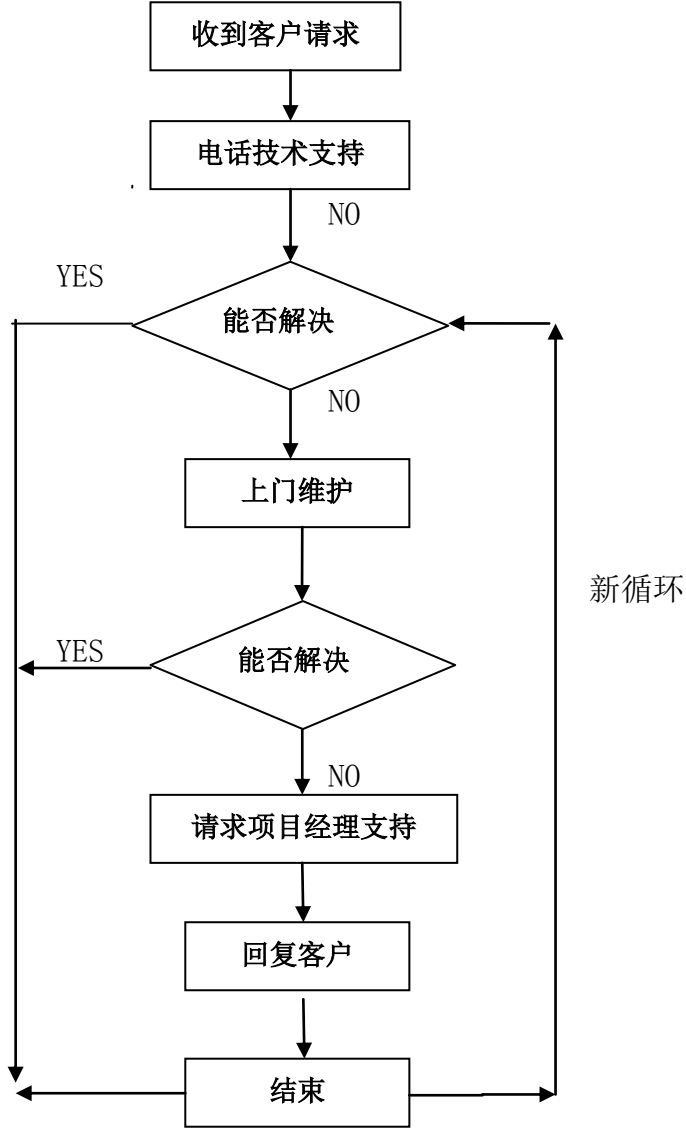 收到客户请求
电话技术支持
NO
YES
能否解决
NO
上门维护
新循环
YES
能否解决
NO
请求项目经理支持
回复客户
结束